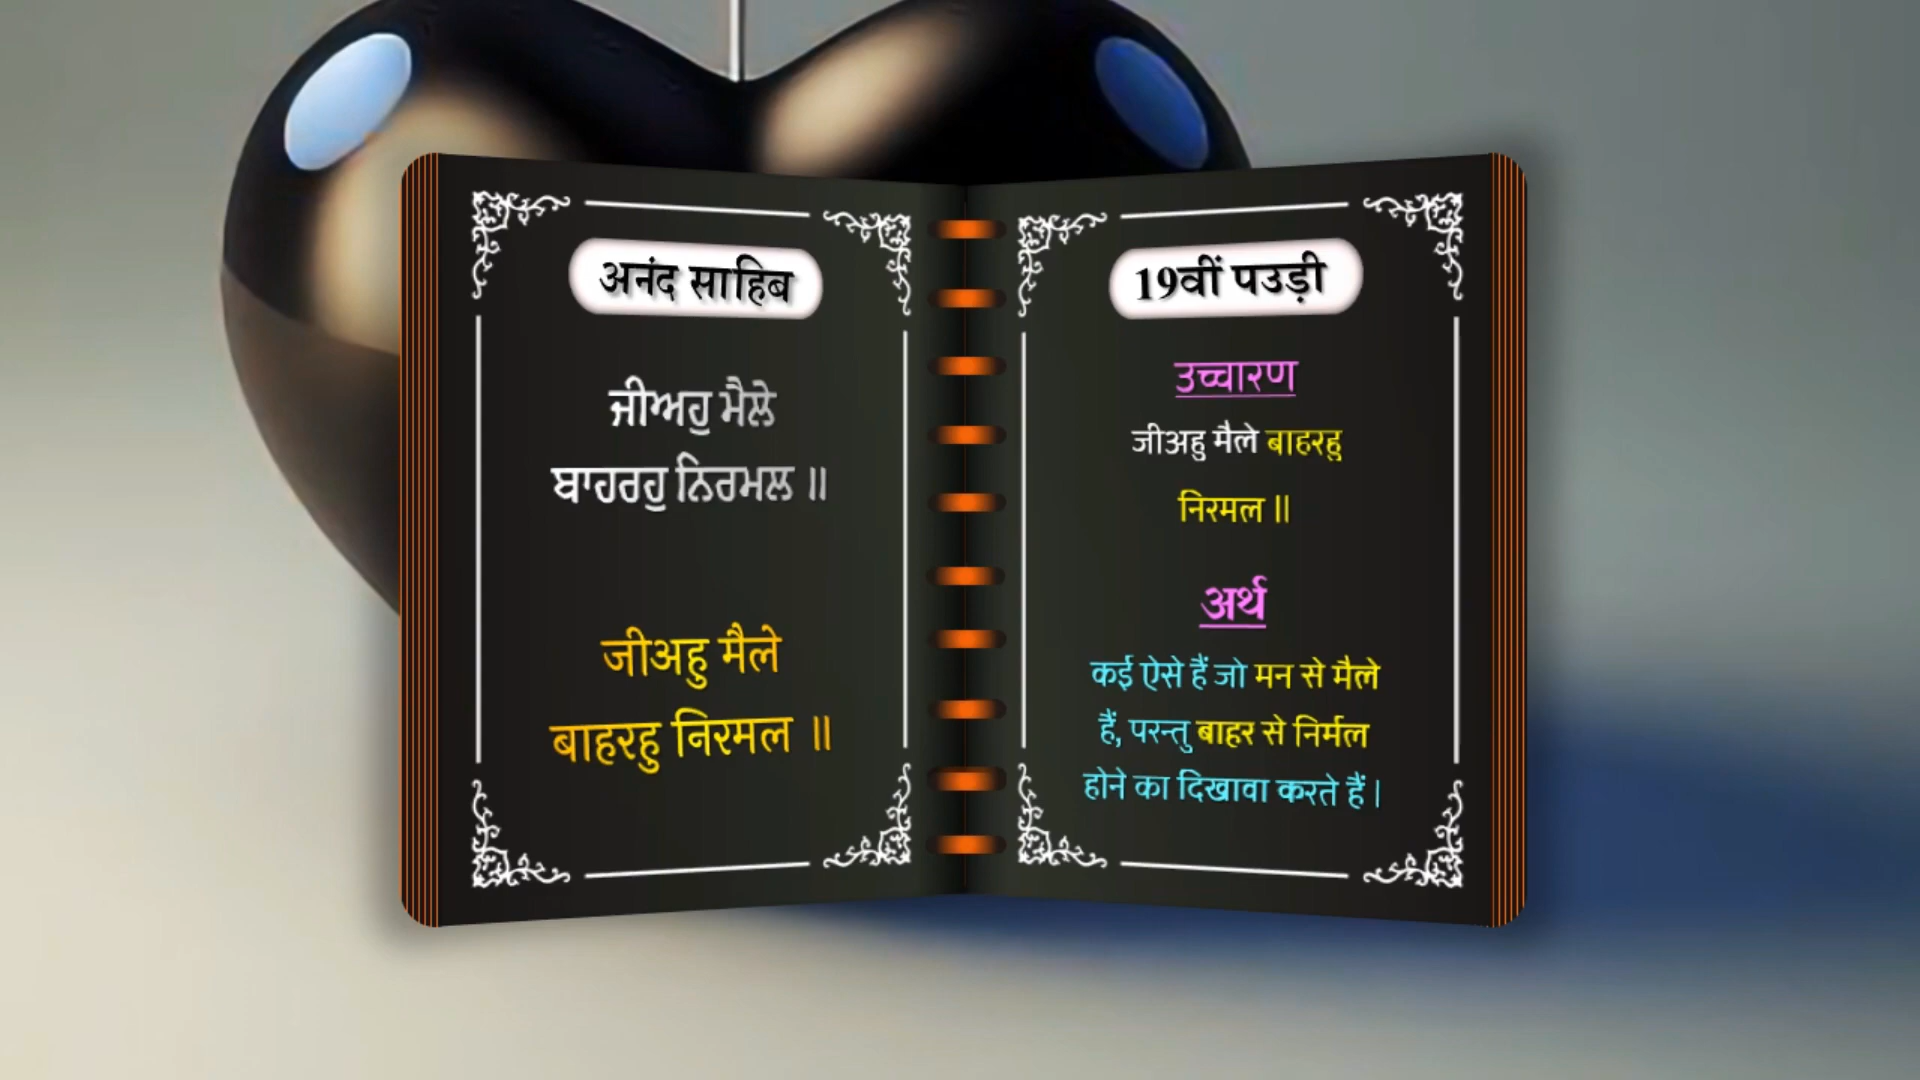 अनंद साहिब
ਜੀਅਹੁ ਮੈਲੇ
ਬਾਹਰਹੁ ਨਿਰਮਲ ॥
जीअहु मैले
बाहरहु निरमल ॥
19वीं पउड़ी
उच्चारण
जीअहु मैले बाहरहु
निरमल ॥
अर्थ
कई ऐसे हैं जो मन से मैले
हैं, परन्तु बाहर से निर्मल
होने का दिखावा करते हैं |